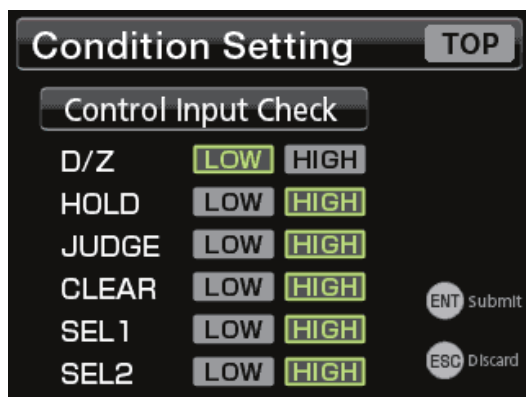 Condition Setting TOP
Control Input Check
D/Z LOW HIGH
HOLD LOW HIGH
JUDGE LOW HIGH
CLEAR LOW HIGH
SEL1 LOW HIGH
SEL2 LOW HIGH
ENT Submit
ESC Discard